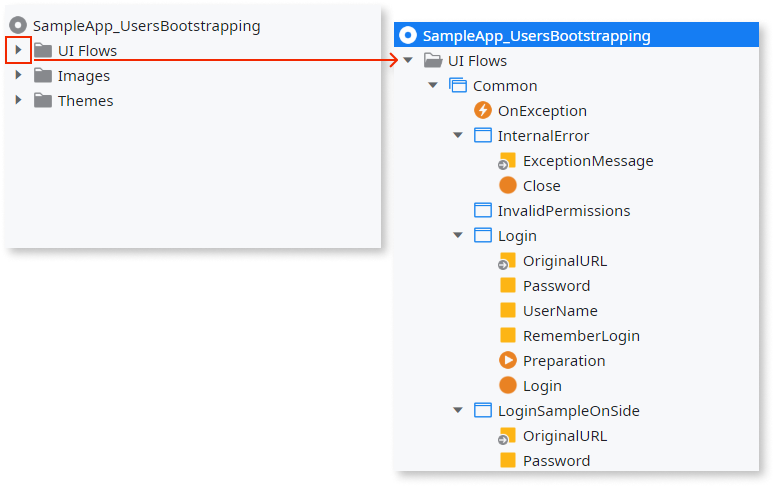 SampleApp_UsersBootstrapping
UI Flows
Images
Themes
SampleApp_UsersBootstrapping
UI Flows
Common
OnException
InternalError
ExceptionMessage
Close
InvalidPermissions
Login
OriginalURL
Password
UserName
RememberLogin
Preparation
Login
LoginSampleOnSide
OriginalURL
Password